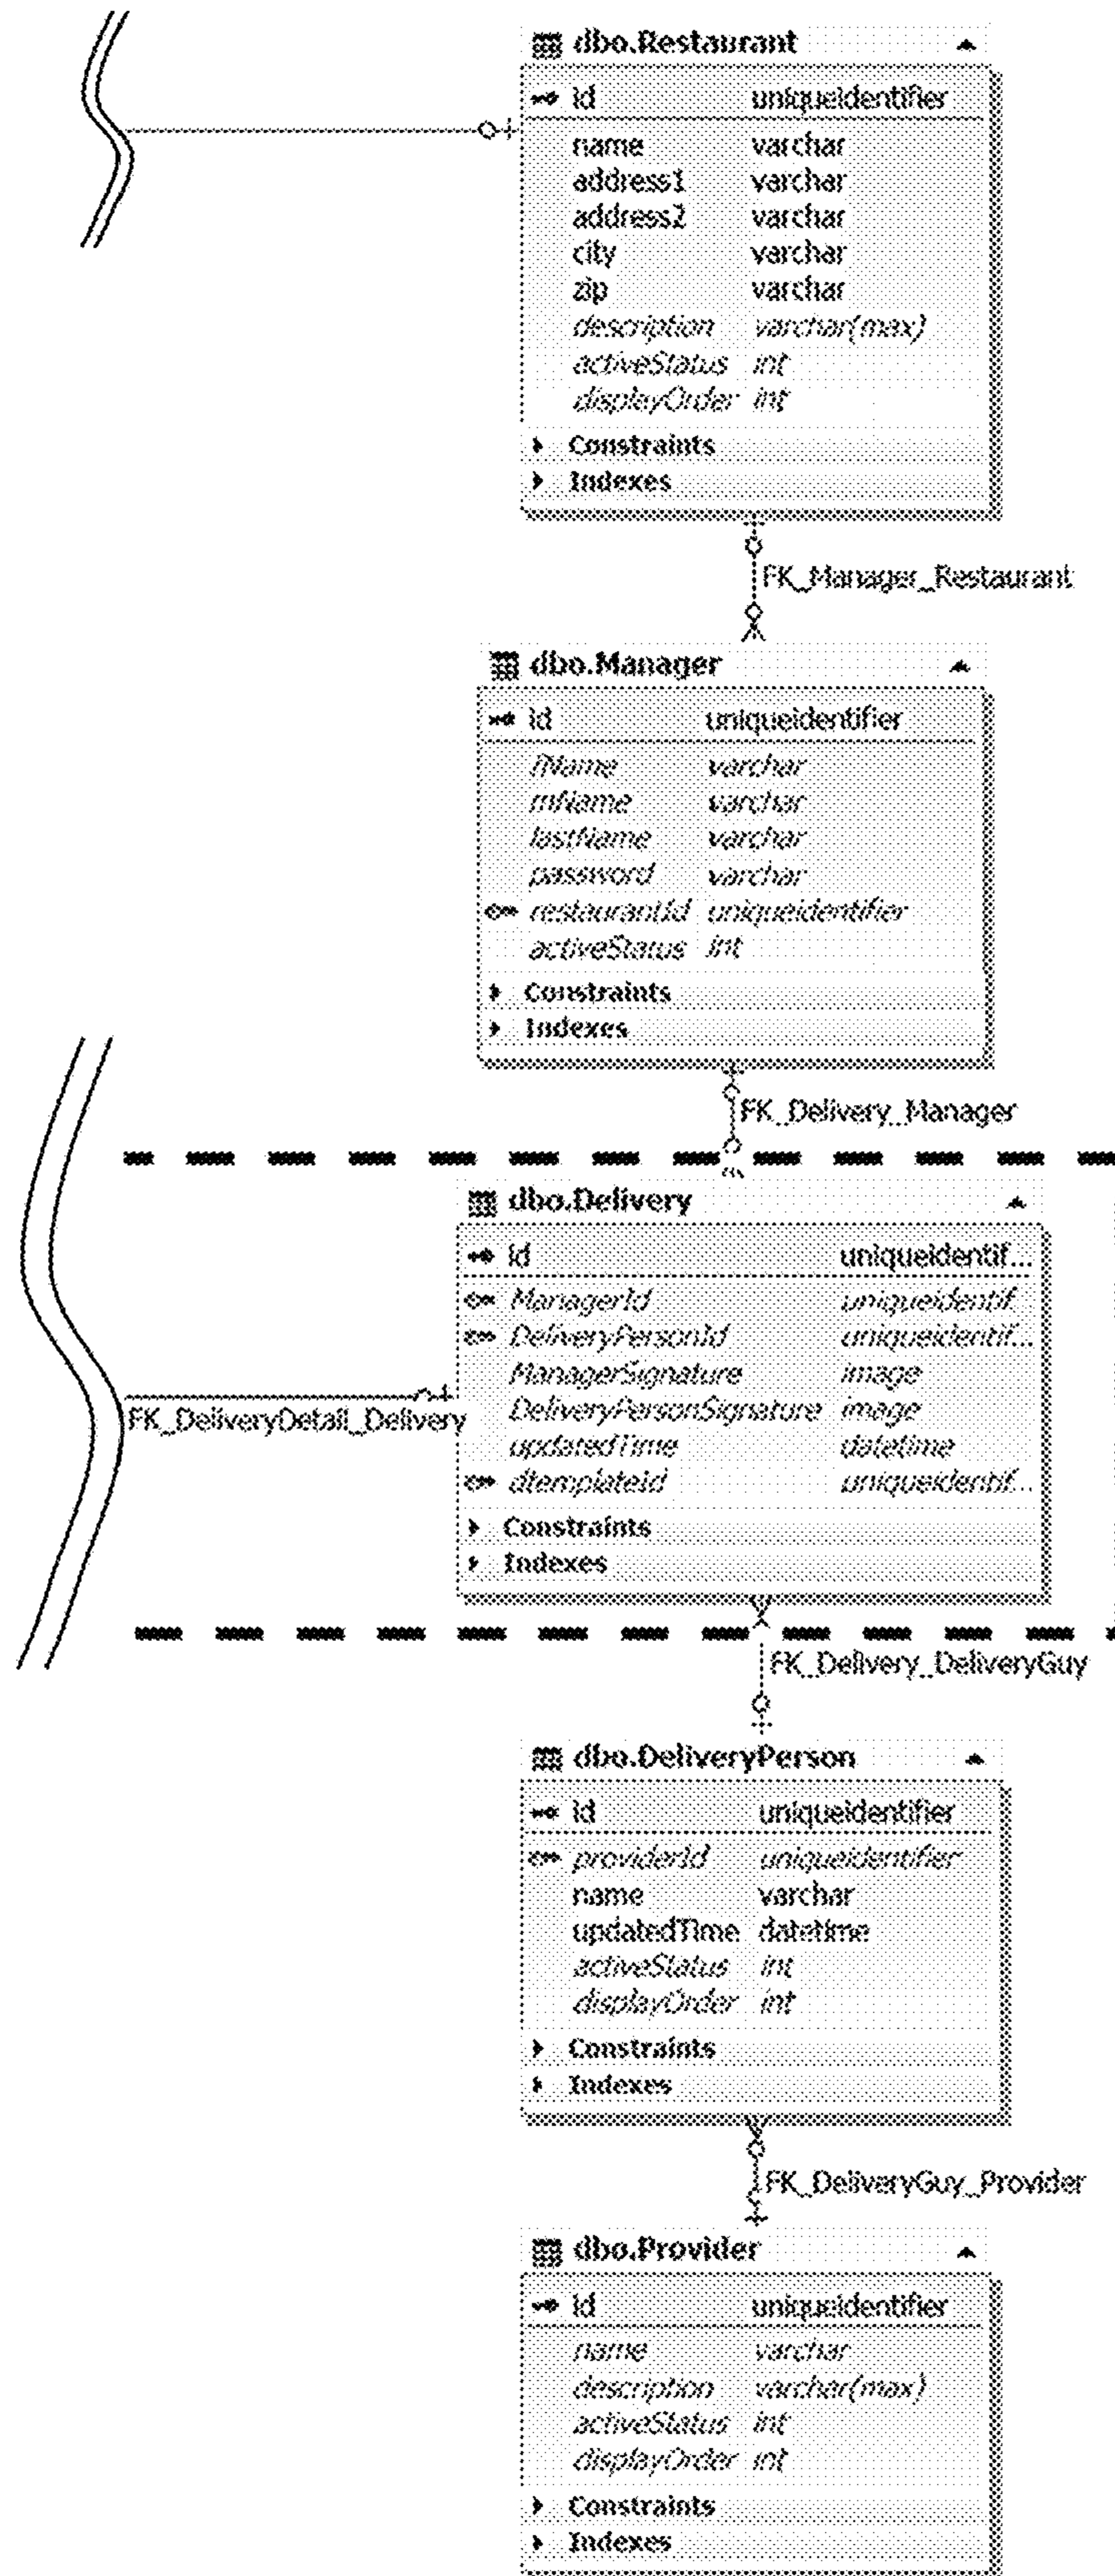 dbo.Restaurant
id uniqueidentifier
name varchar
address1 varchar
address2 varchar
city varchar
zip varchar
description varchar(max)
activeStatus int
displayOrder int
Constraints
Indexes
FK_Manager_Restaurant
dbo.Manager
id uniqueidentifier
fName varchar
mName varchar
lastName varchar
password varchar
restaurantId uniqueidentifier
activeStatus int
Constraints
Indexes
FK_Delivery_Manager
dbo.Delivery
id uniqueidentif...
ManagerId uniqueidentif...
DeliveryPersonId uniqueidentif...
ManagerSignature image
DeliveryPersonSignature image
FK_DeliveryDetail_Delivery
updatedTime datetime
dtemplateId uniqueidentif...
Constraints
Indexes
FK_Delivery_DeliveryGuy
dbo.DeliveryPerson
id uniqueidentifier
providerId uniqueidentifier
name varchar
updatedTime datetime
activeStatus int
displayOrder int
Constraints
Indexes
FK_DeliveryGuy_Provider
dbo.Provider
id uniqueidentifier
name varchar
description varchar(max)
activeStatus int
displayOrder int
Constraints
Indexes